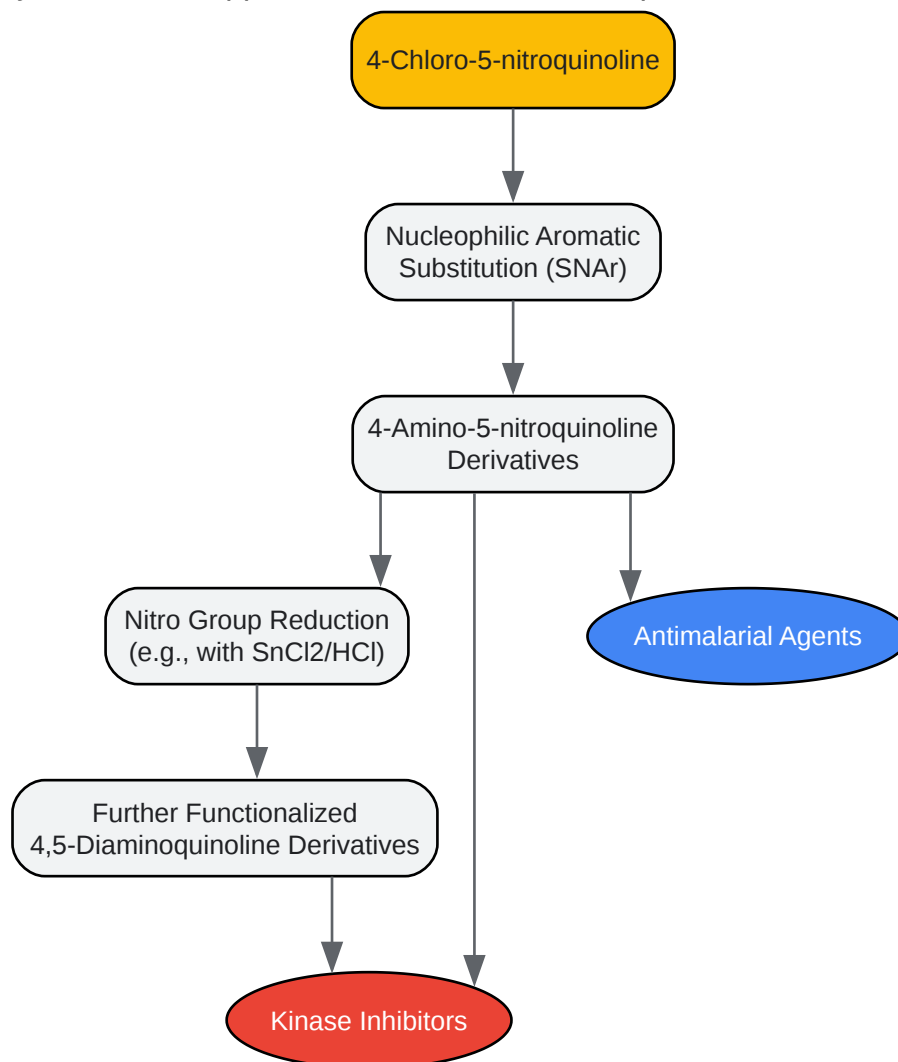 4-Chloro-5-nitroquinoline
Nucleophilic Aromatic
Substitution (SNAr)
4-Amino-5-nitroquinoline
Derivatives
Nitro Group Reduction
(e.g., with SnCl2/HCl)
Antimalarial Agents
Further Functionalized
4,5-Diaminoquinoline Derivatives
Kinase Inhibitors